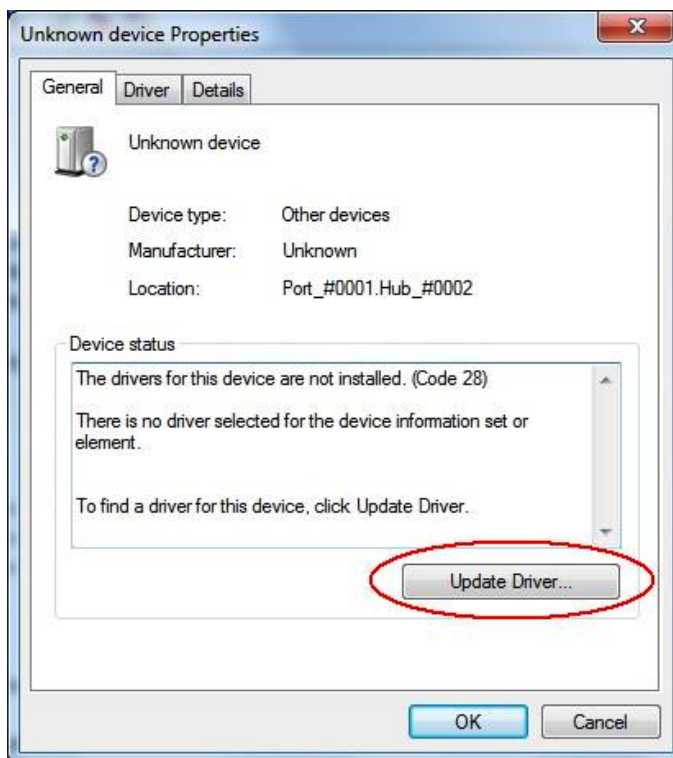 Unknown device Properties
General Driver Details
Unknown device
Device type: Other devices
Manufacturer: Unknown
Location: Port_#0001.Hub_#0002
Device status
The drivers for this device are not installed. (Code 28)
There is no driver selected for the device information set or
element.
To find a driver for this device, click Update Driver.
Update Driver...
OK Cancel